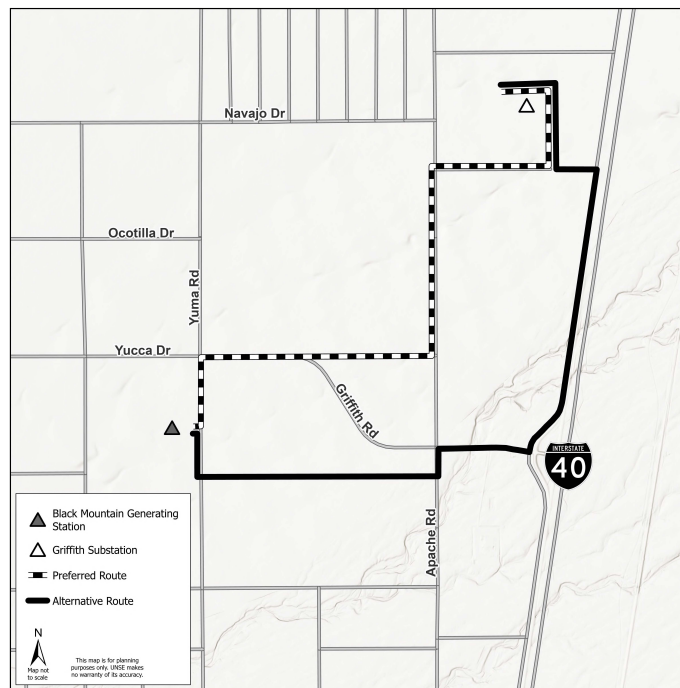 Navajo Dr
Ocotilla Dr
Yuma Rd
Yucca Dr
Griffith Rd
INTERSTATE
40
Apache Rd
Black Mountain Generating
Station
Griffith Substation
Preferred Route
Alternative Route
N
Map not
to scale
This map is for planning
purposes only. UNSE makes
no warranty of its accuracy.